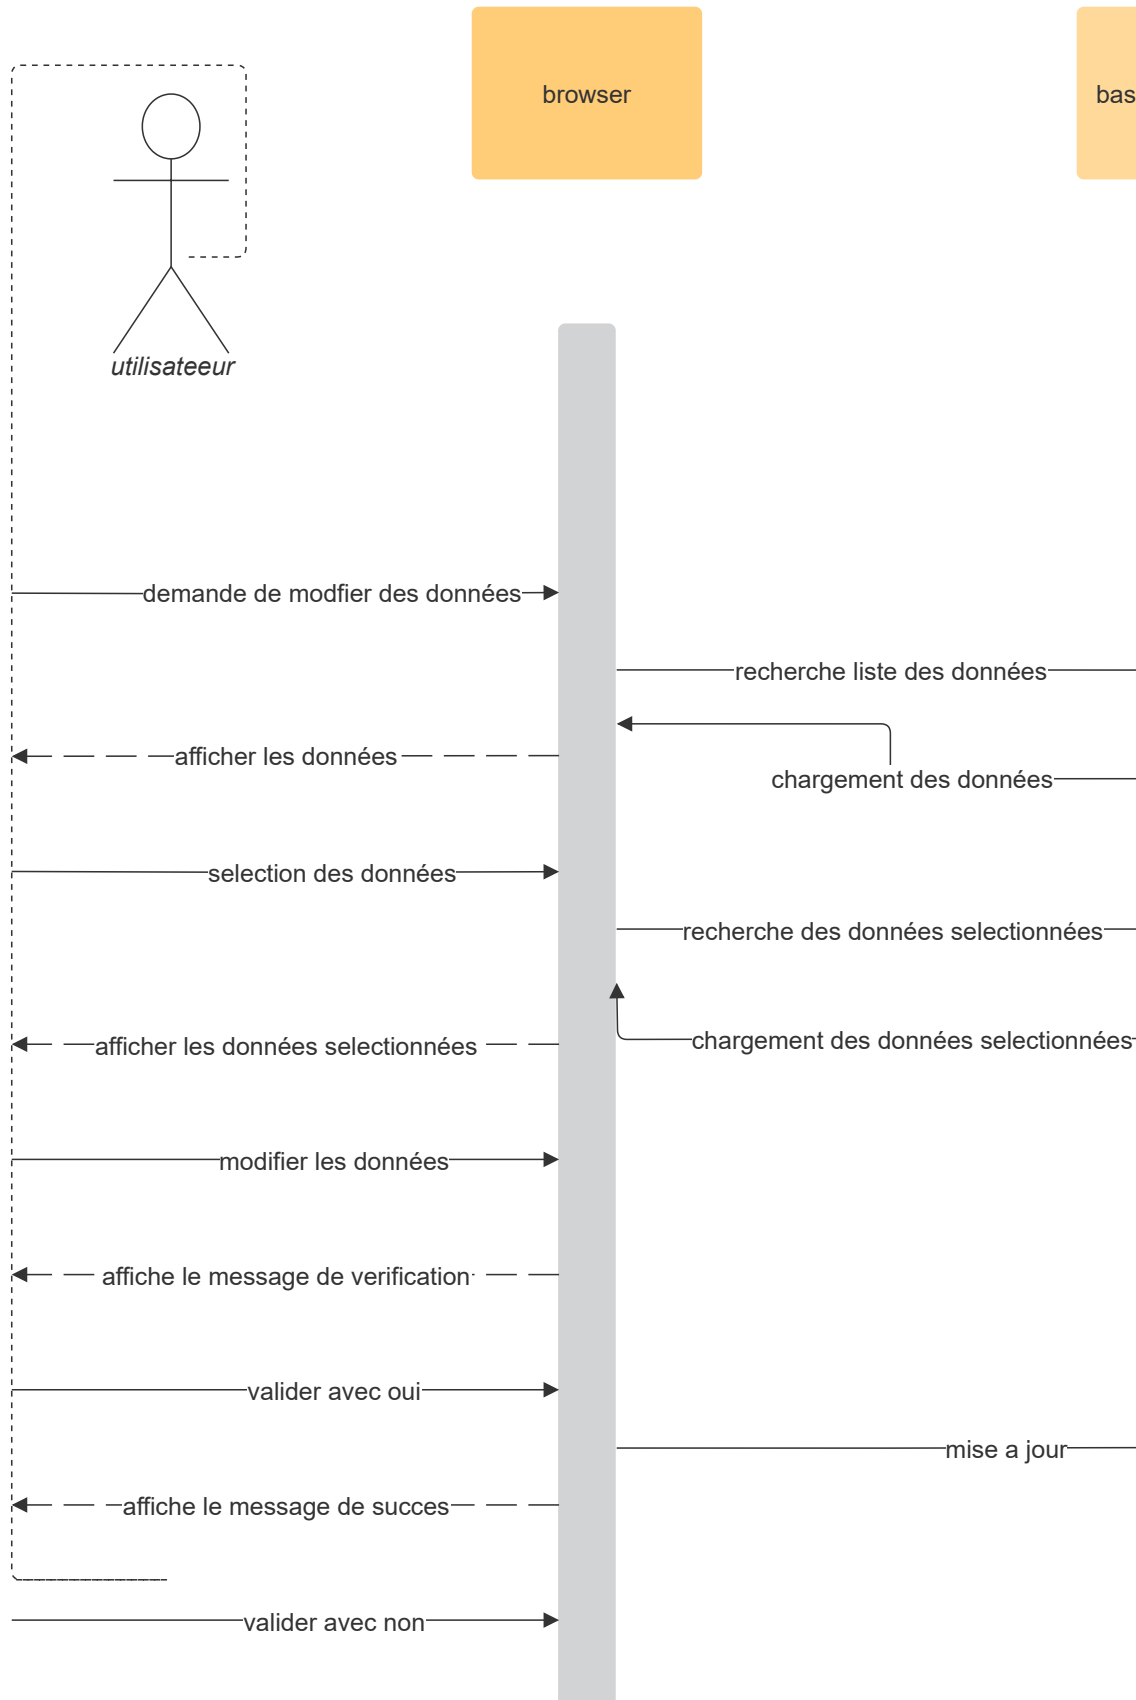 browser
bas
utilisateeur
demande de modfier des données
recherche liste des données
afficher les données
chargement des données
selection des données
recherche des données selectionnées
chargement des données selectionnées
afficher les données selectionnées
modifier les données
affiche le message de verification
valider avec oui
mise a jour
affiche le message de succes
valider avec non